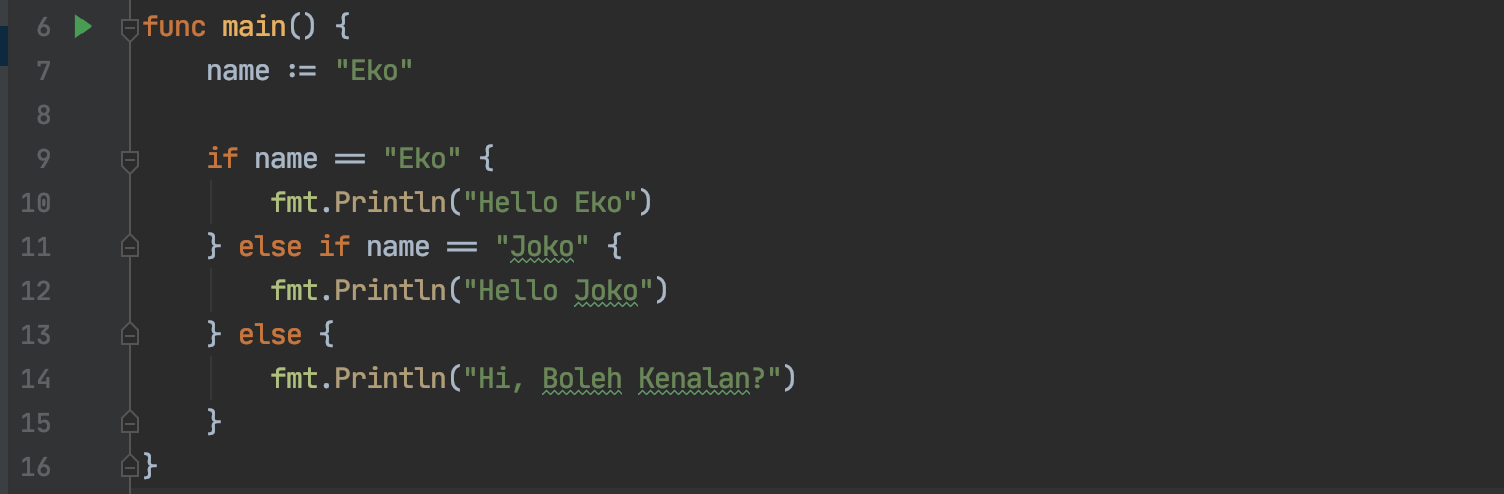 6 func main() {
7 name := "Eko"
8
9 if name == "Eko" {
10 fmt.Println("Hello Eko")
11 } else if name == "Joko" {
12 fmt.Println("Hello Joko")
13 } else {
14 fmt.Println("Hi, Boleh Kenalan?")
15 }
16 }